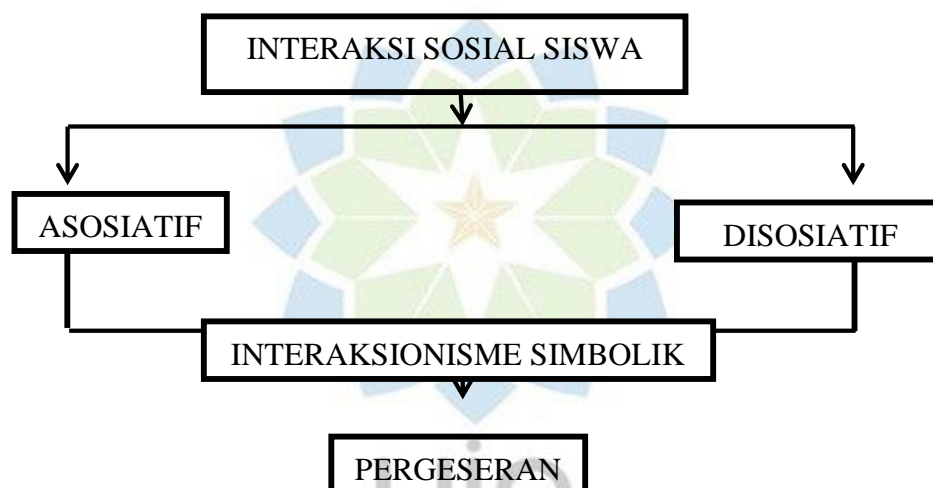 INTERAKSI SOSIAL SISWA
ASOSIATIF
DISOSIATIF
INTERAKSIONISME SIMBOLIK
PERGESERAN